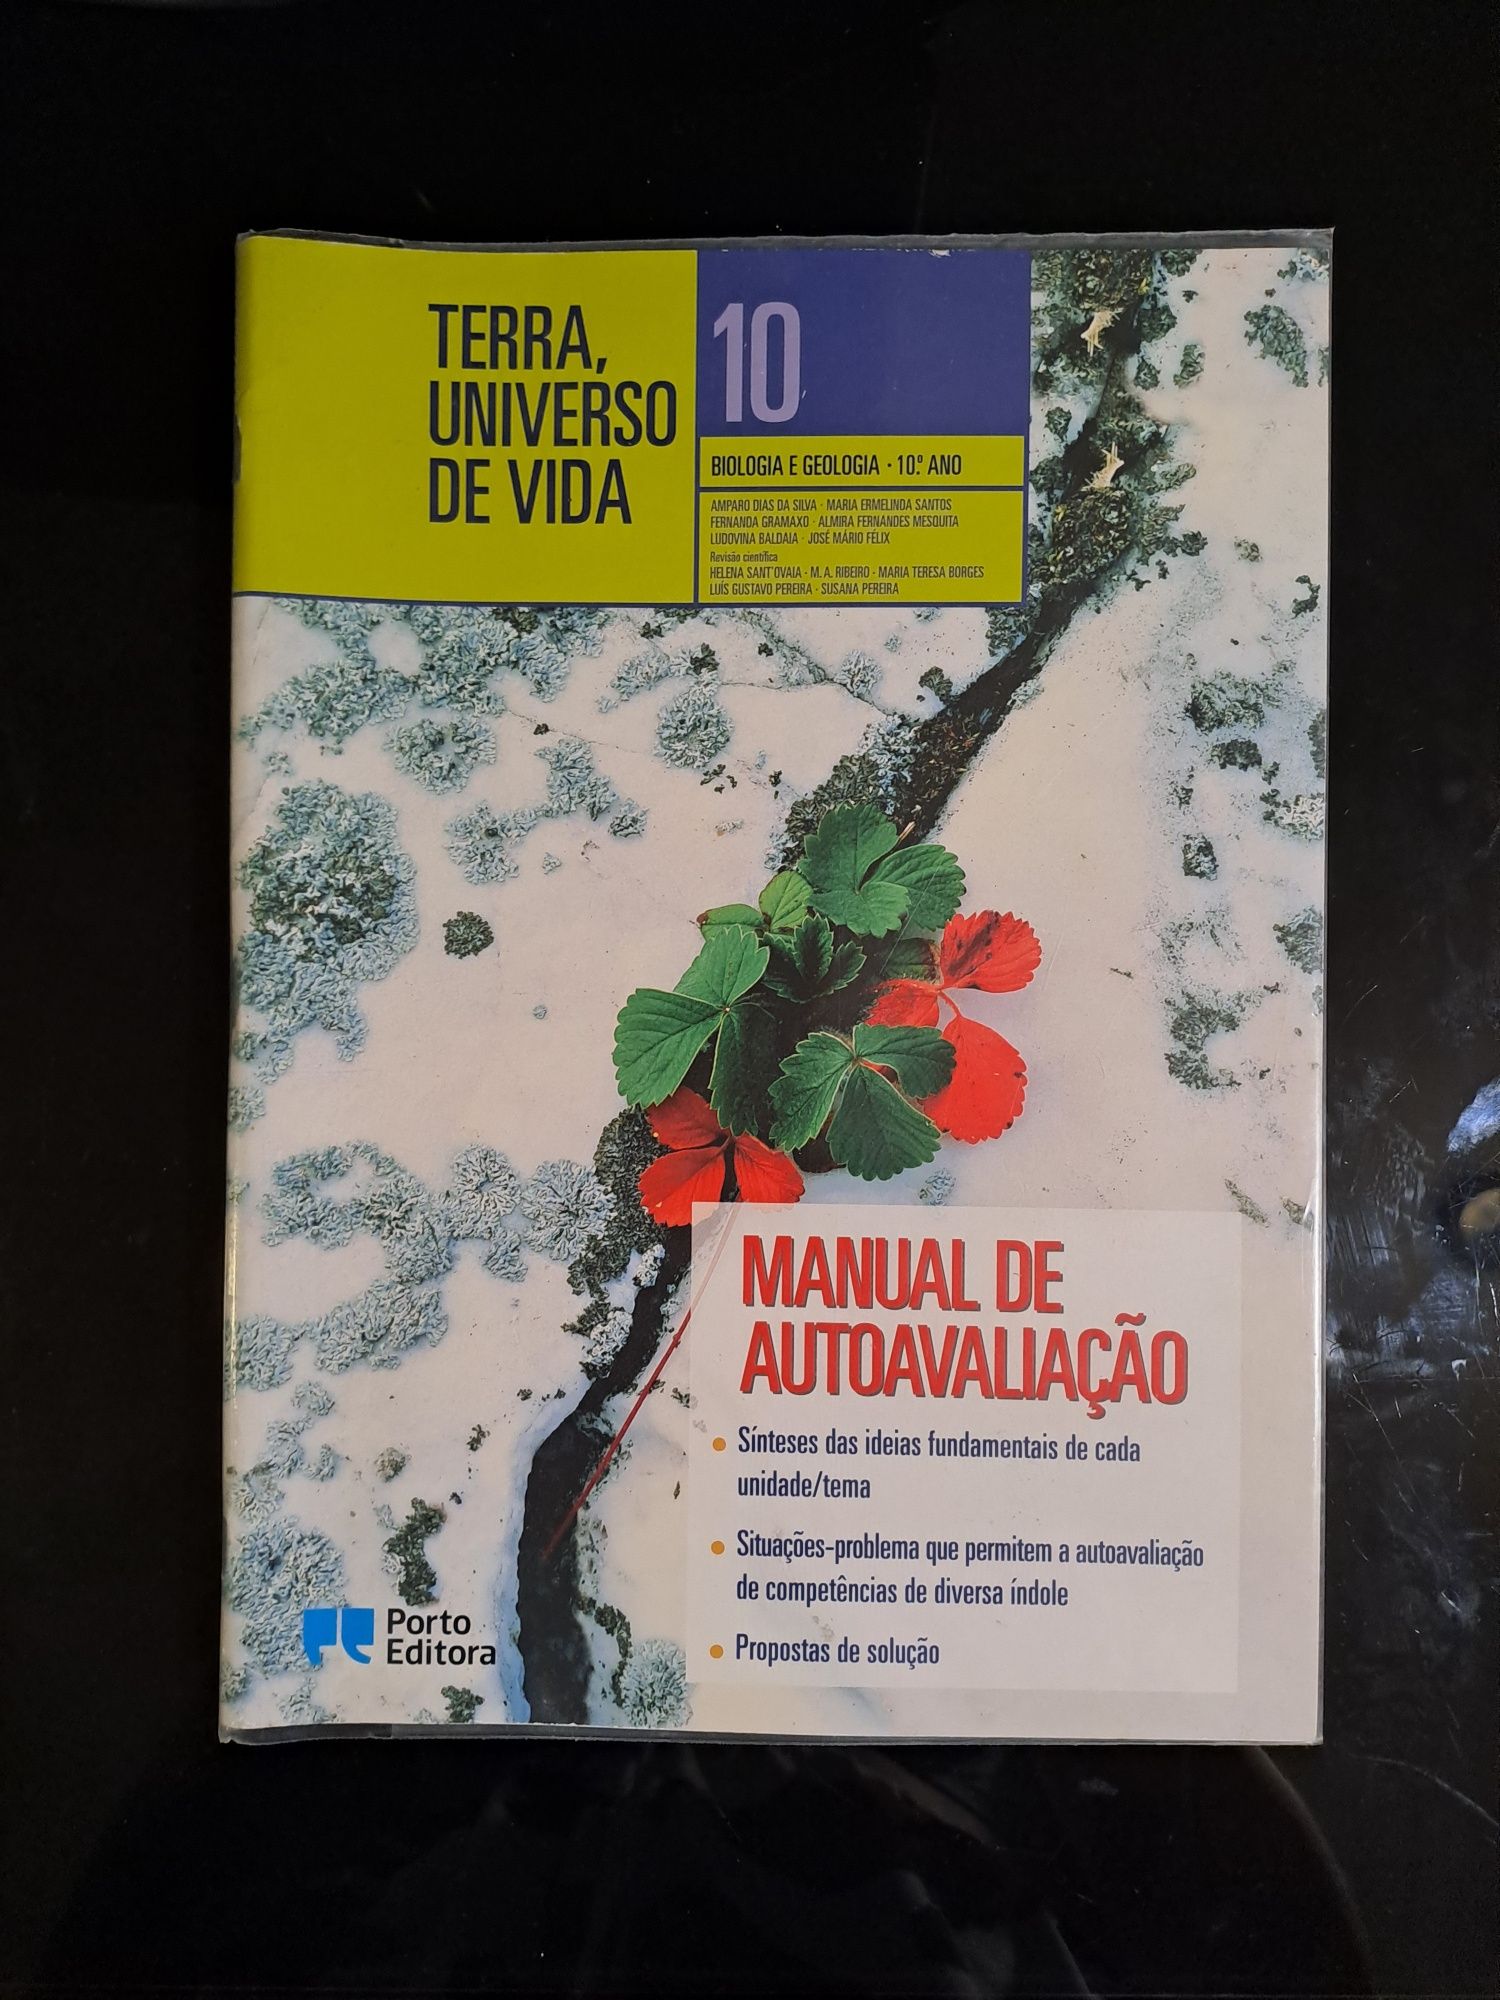 TERRA,
UNIVERSO
DE VIDA
10
BIOLOGIA E GEOLOGIA · 10.º ANO
AMPARO DIAS DA SILVA · MARIA ERMELINDA SANTOS
FERNANDA GRAMAXO · ALMIRA FERNANDES MESQUITA
LUDOVINA BALDAIA · JOSÉ MÁRIO FÉLIX
Revisão científica
HELENA SANT'OVAIA · M. A. RIBEIRO · MARIA TERESA BORGES
LUÍS GUSTAVO PEREIRA · SUSANA PEREIRA
MANUAL DE
AUTOAVALIAÇÃO
• Sínteses das ideias fundamentais de cada
unidade/tema
• Situações-problema que permitem a autoavaliação
de competências de diversa índole
• Propostas de solução
Porto
Editora